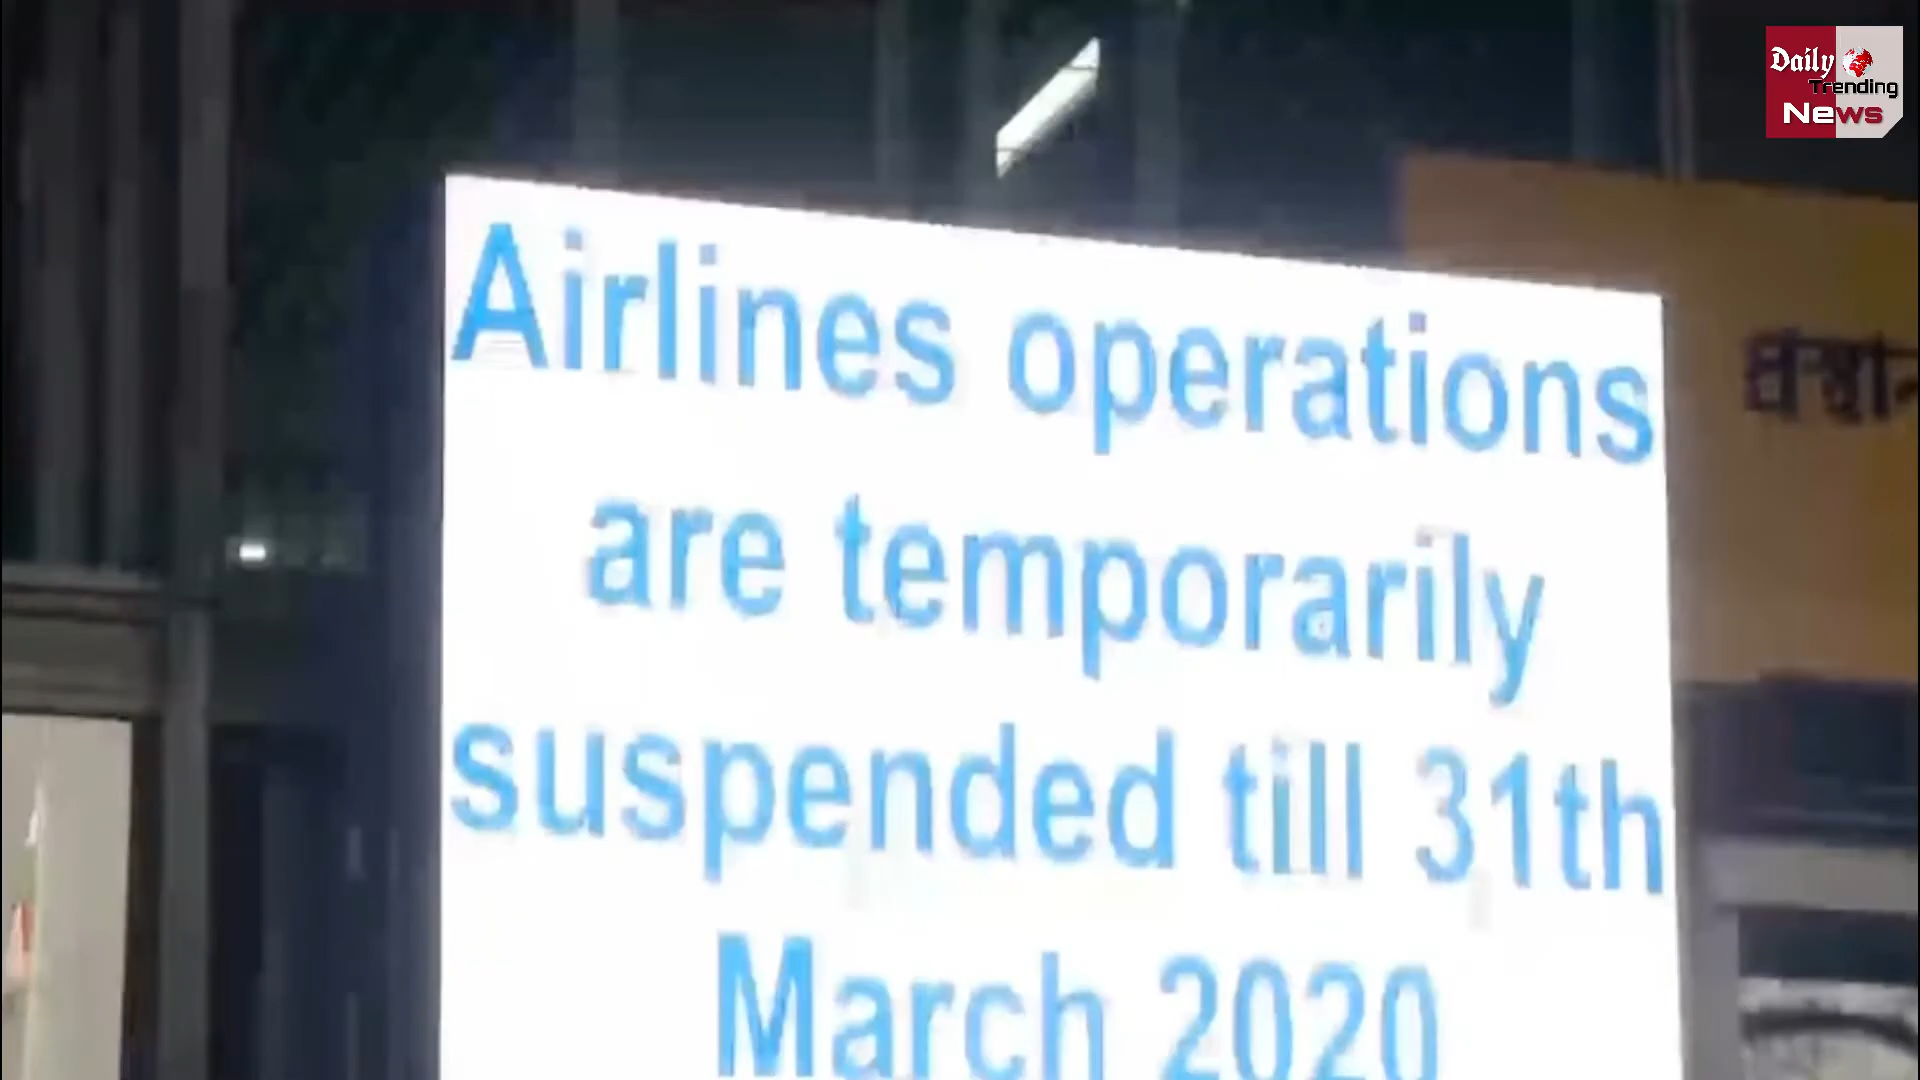 Daily
Trending
News
Airlines operations
are temporarily
suspended till 31th
March 2020